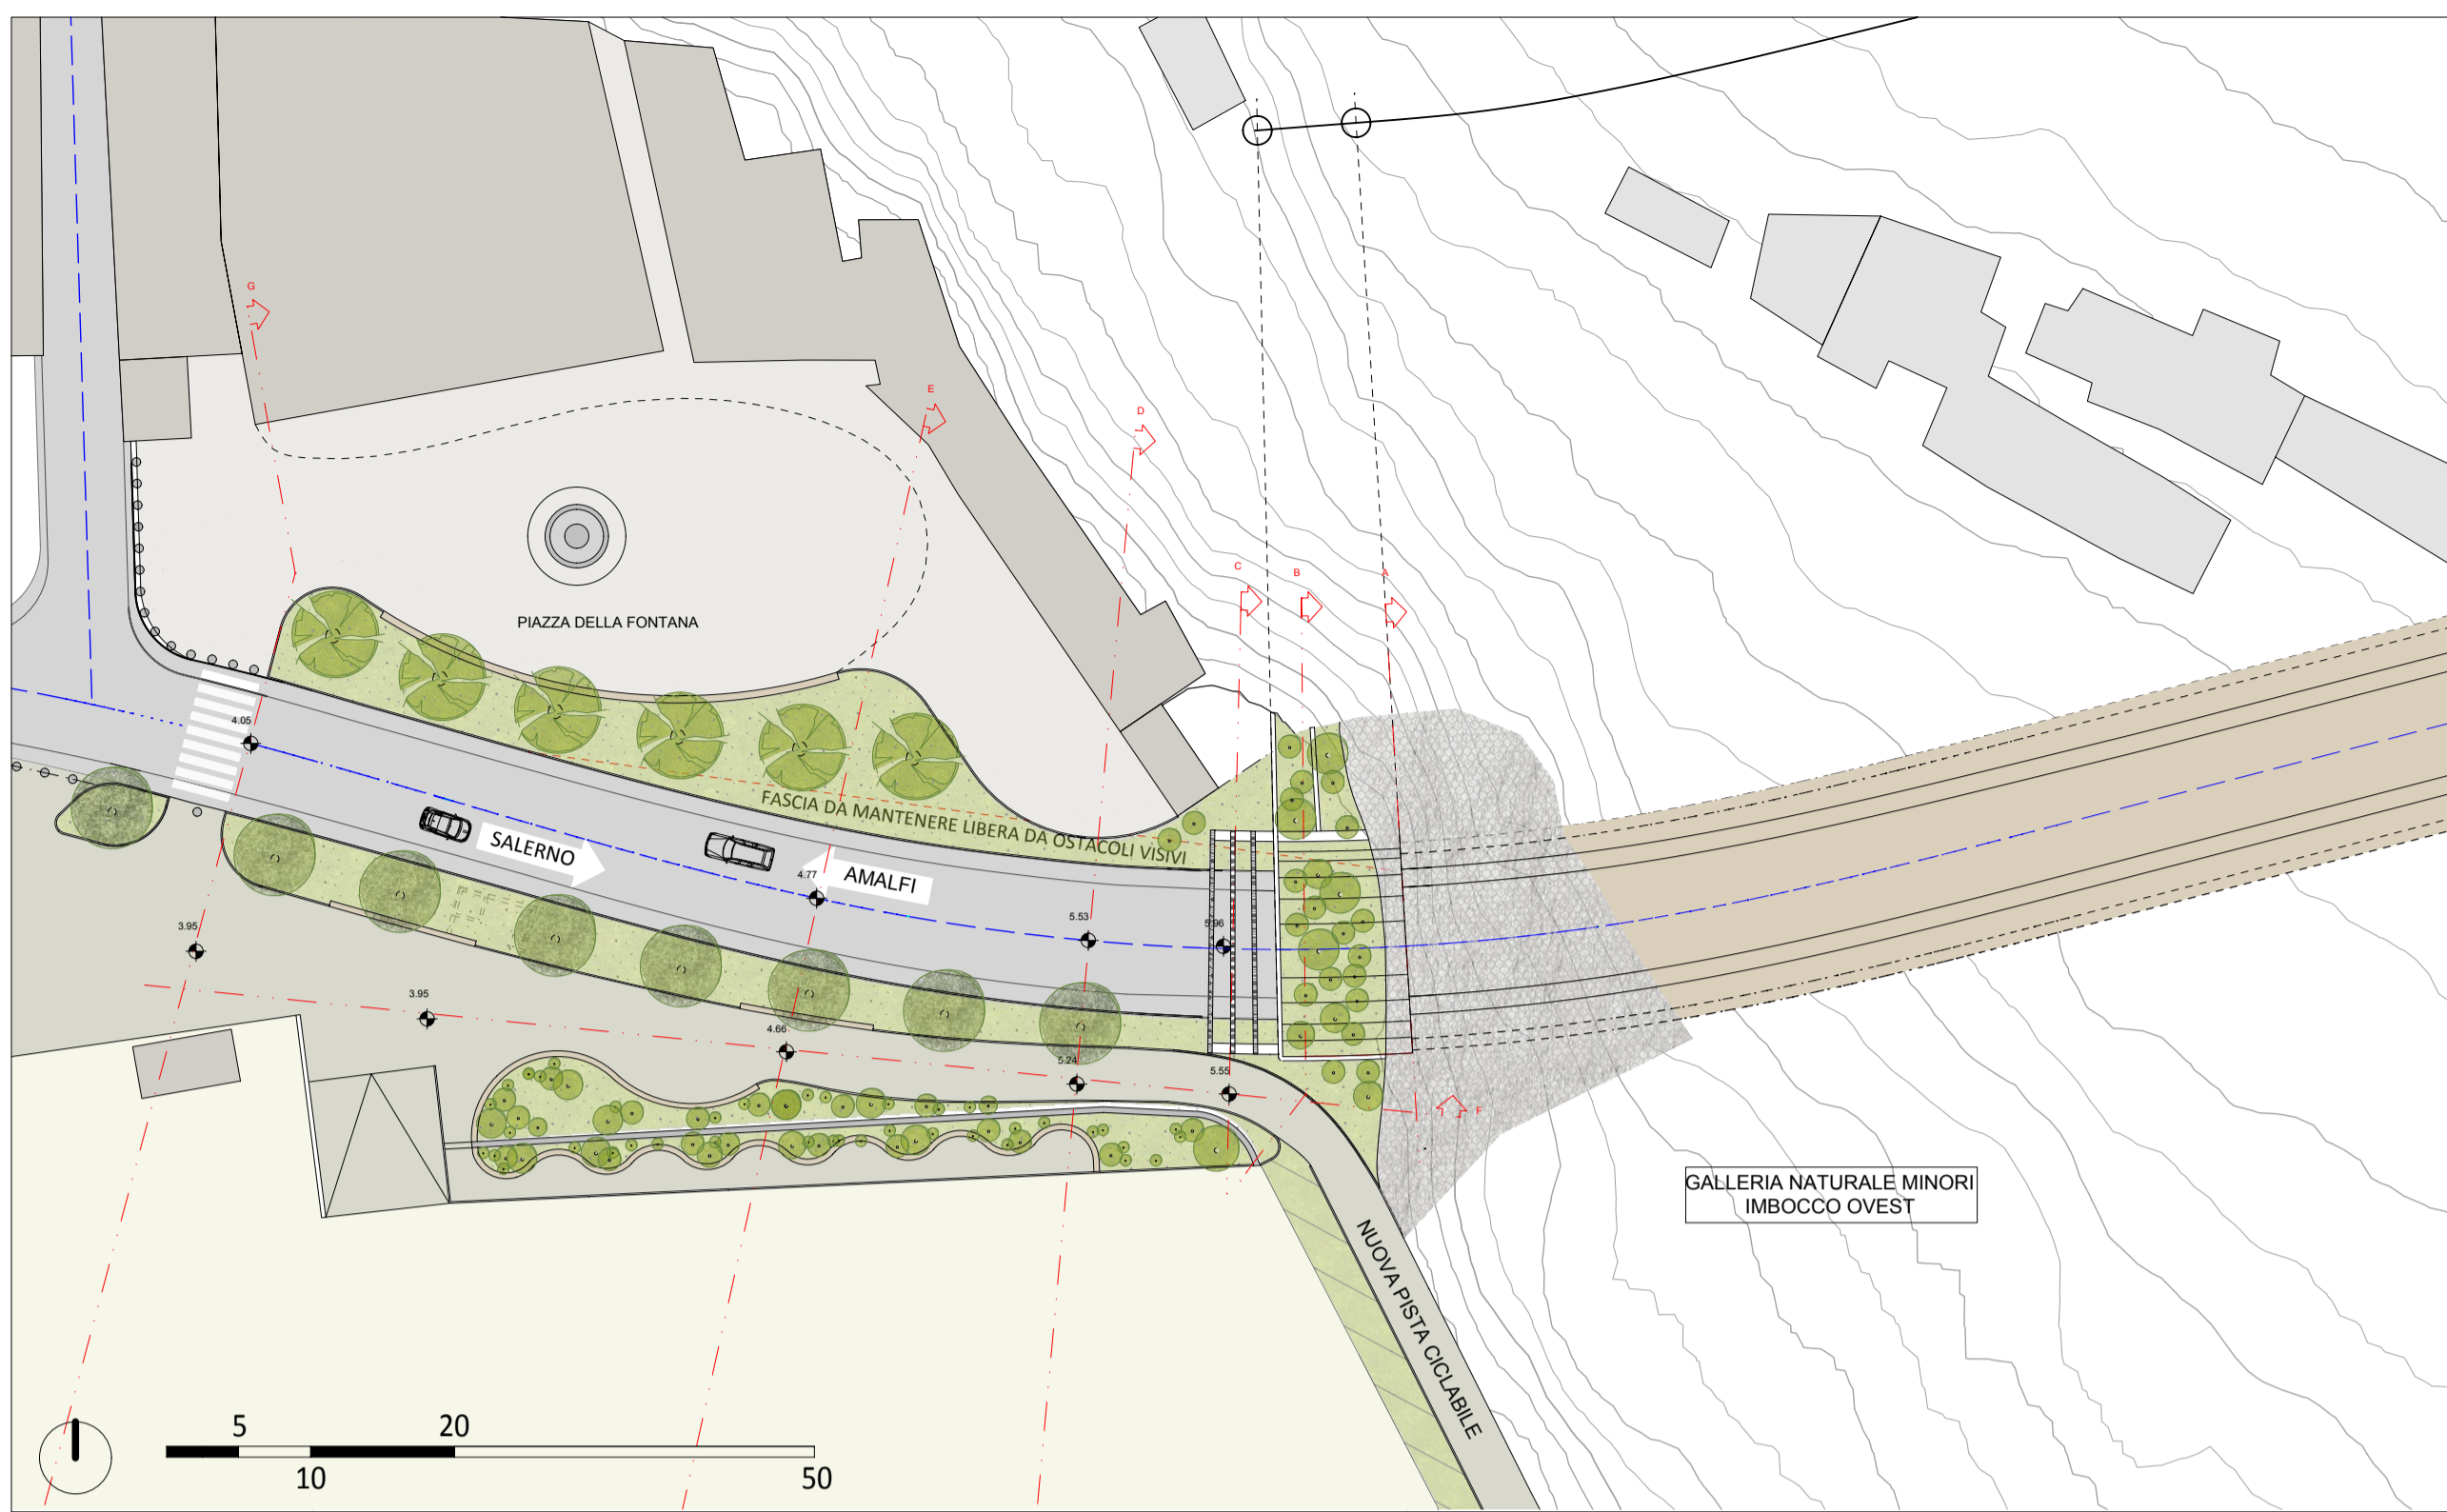 G
E
D
C
B
A
PIAZZA DELLA FONTANA
4.05
FASCIA DA MANTENERE LIBERA DA OSTACOLI VISIVI
SALERNO
AMALFI
4.77
5.53
5.96
3.95
3.95
4.66
5.24
5.55
F
GALLERIA NATURALE MINORI
IMBOCCO OVEST
NUOVA PISTA CICLABILE
5
20
10
50